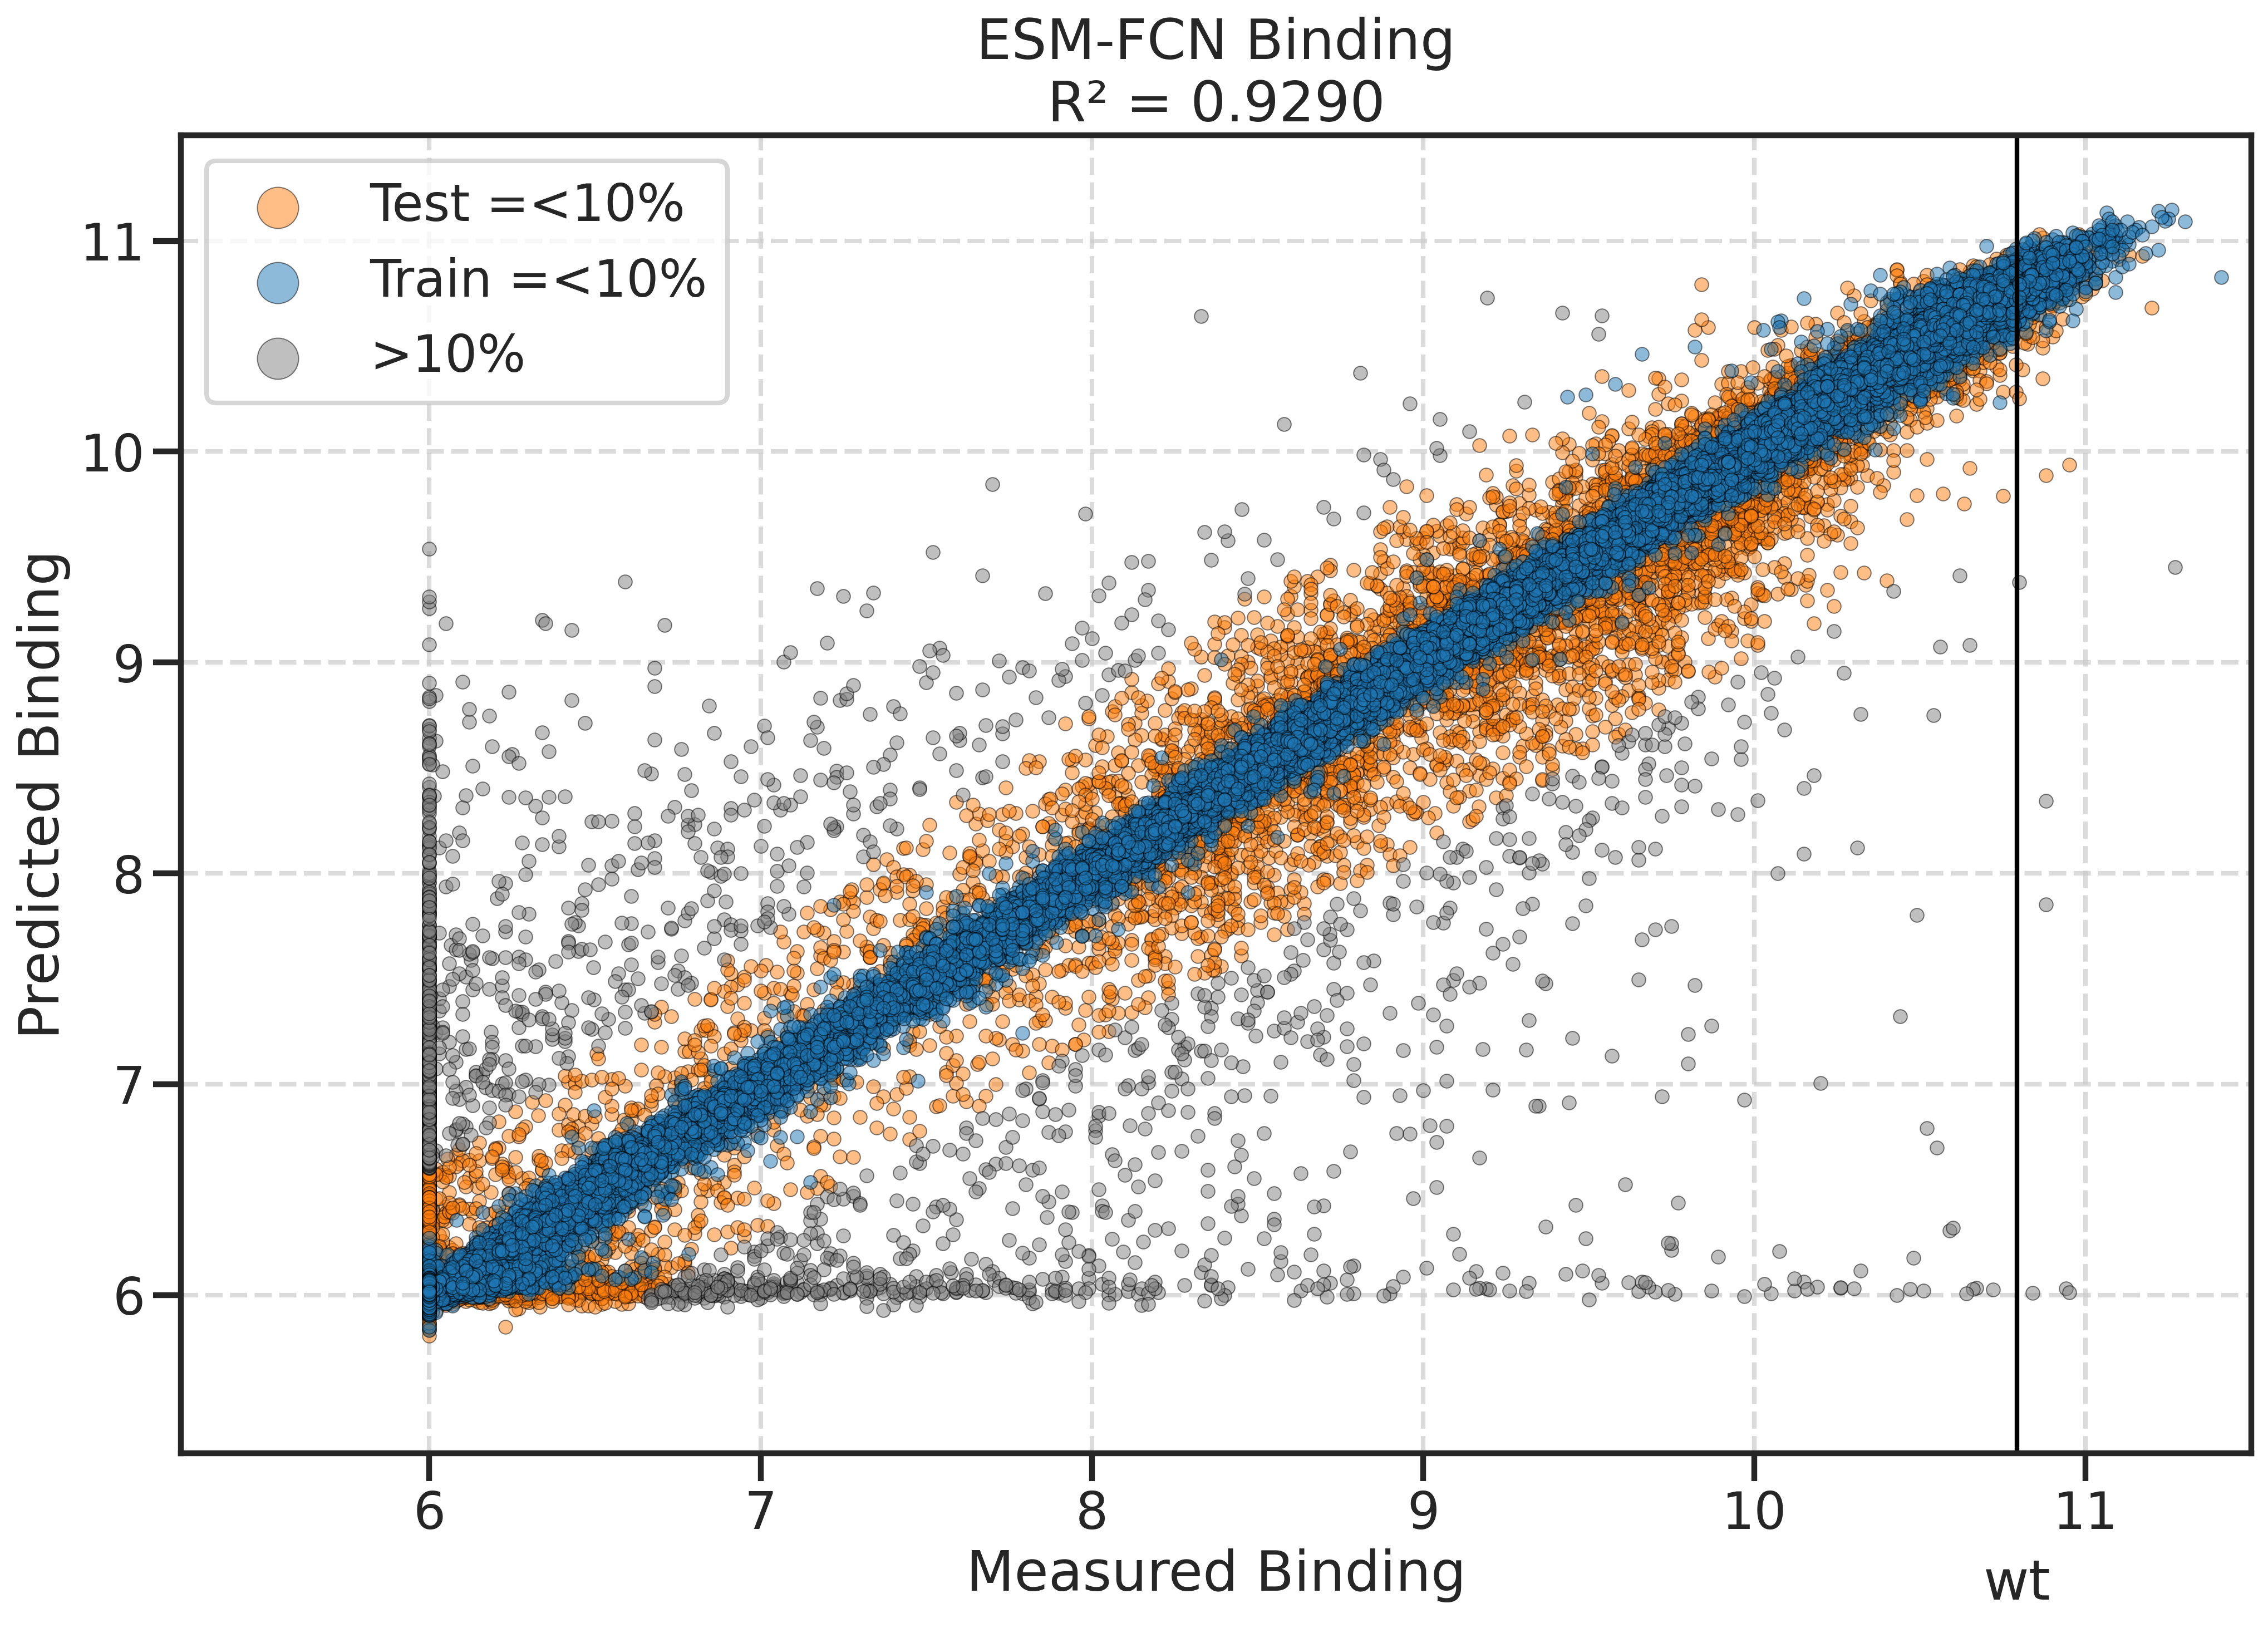 ESM-FCN Binding
R² = 0.9290
Test =<10%
Train =<10%
>10%
Predicted Binding
11
10
9
8
7
6
6 7 8 9 10 11
Measured Binding
wt